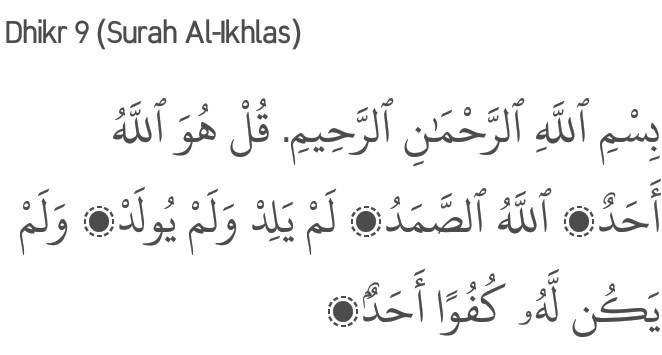 Dhikr 9 (Surah Al-Ikhlas)
بِسْمِ ٱللَّهِ ٱلرَّحْمَـٰنِ ٱلرَّحِيمِ. قُلْ هُوَ ٱللَّهُ
أَحَدٌ۝ ٱللَّهُ ٱلصَّمَدُ۝ لَمْ يَلِدْ وَلَمْ يُولَدْ۝ وَلَمْ
يَكُن لَّهُۥ كُفُوًا أَحَدٌۢ۝